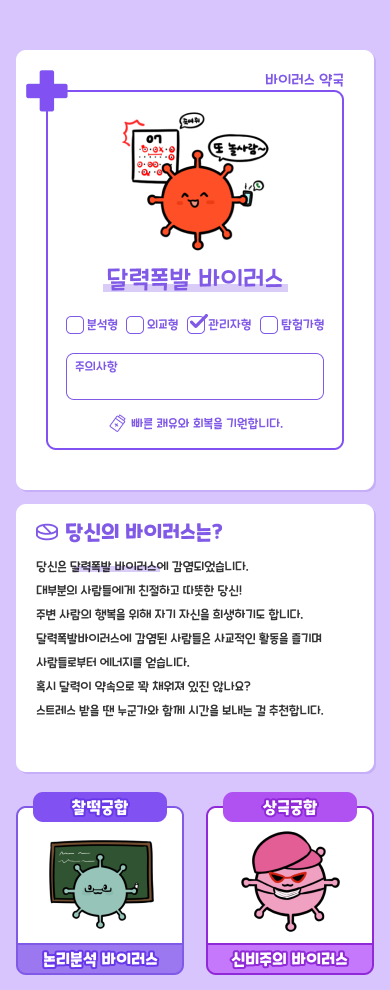 바이러스 약국
07
또 놀사람~
달력폭발 바이러스
분석형 외교형 관리자형 탐험가형
주의사항
빠른 쾌유와 회복을 기원합니다.
당신의 바이러스는?
당신은 달력폭발 바이러스에 감염되었습니다.
대부분의 사람들에게 친절하고 따뜻한 당신!
주변 사람의 행복을 위해 자기 자신을 희생하기도 합니다.
달력폭발바이러스에 감염된 사람들은 사교적인 활동을 즐기며
사람들로부터 에너지를 얻습니다.
혹시 달력이 약속으로 꽉 채워져 있진 않나요?
스트레스 받을 땐 누군가와 함께 시간을 보내는 걸 추천합니다.
찰떡궁합 상극궁합
논리분석 바이러스 신비주의 바이러스